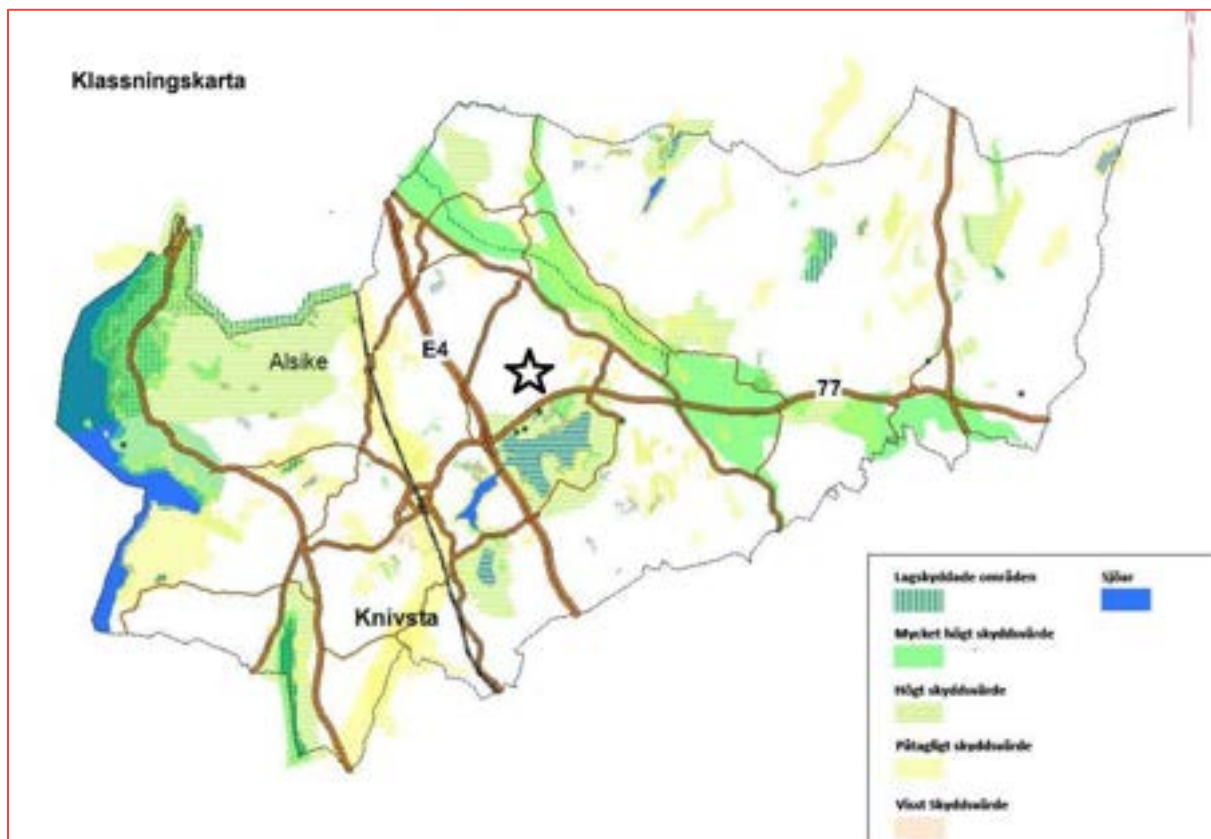 Klassningskarta
N
Alsike
E4
77
Knivsta
Lagskyddade områden
Sjöar
Mycket högt skyddsvärde
Högt skyddsvärde
Påtagligt skyddsvärde
Visst Skyddsvärde